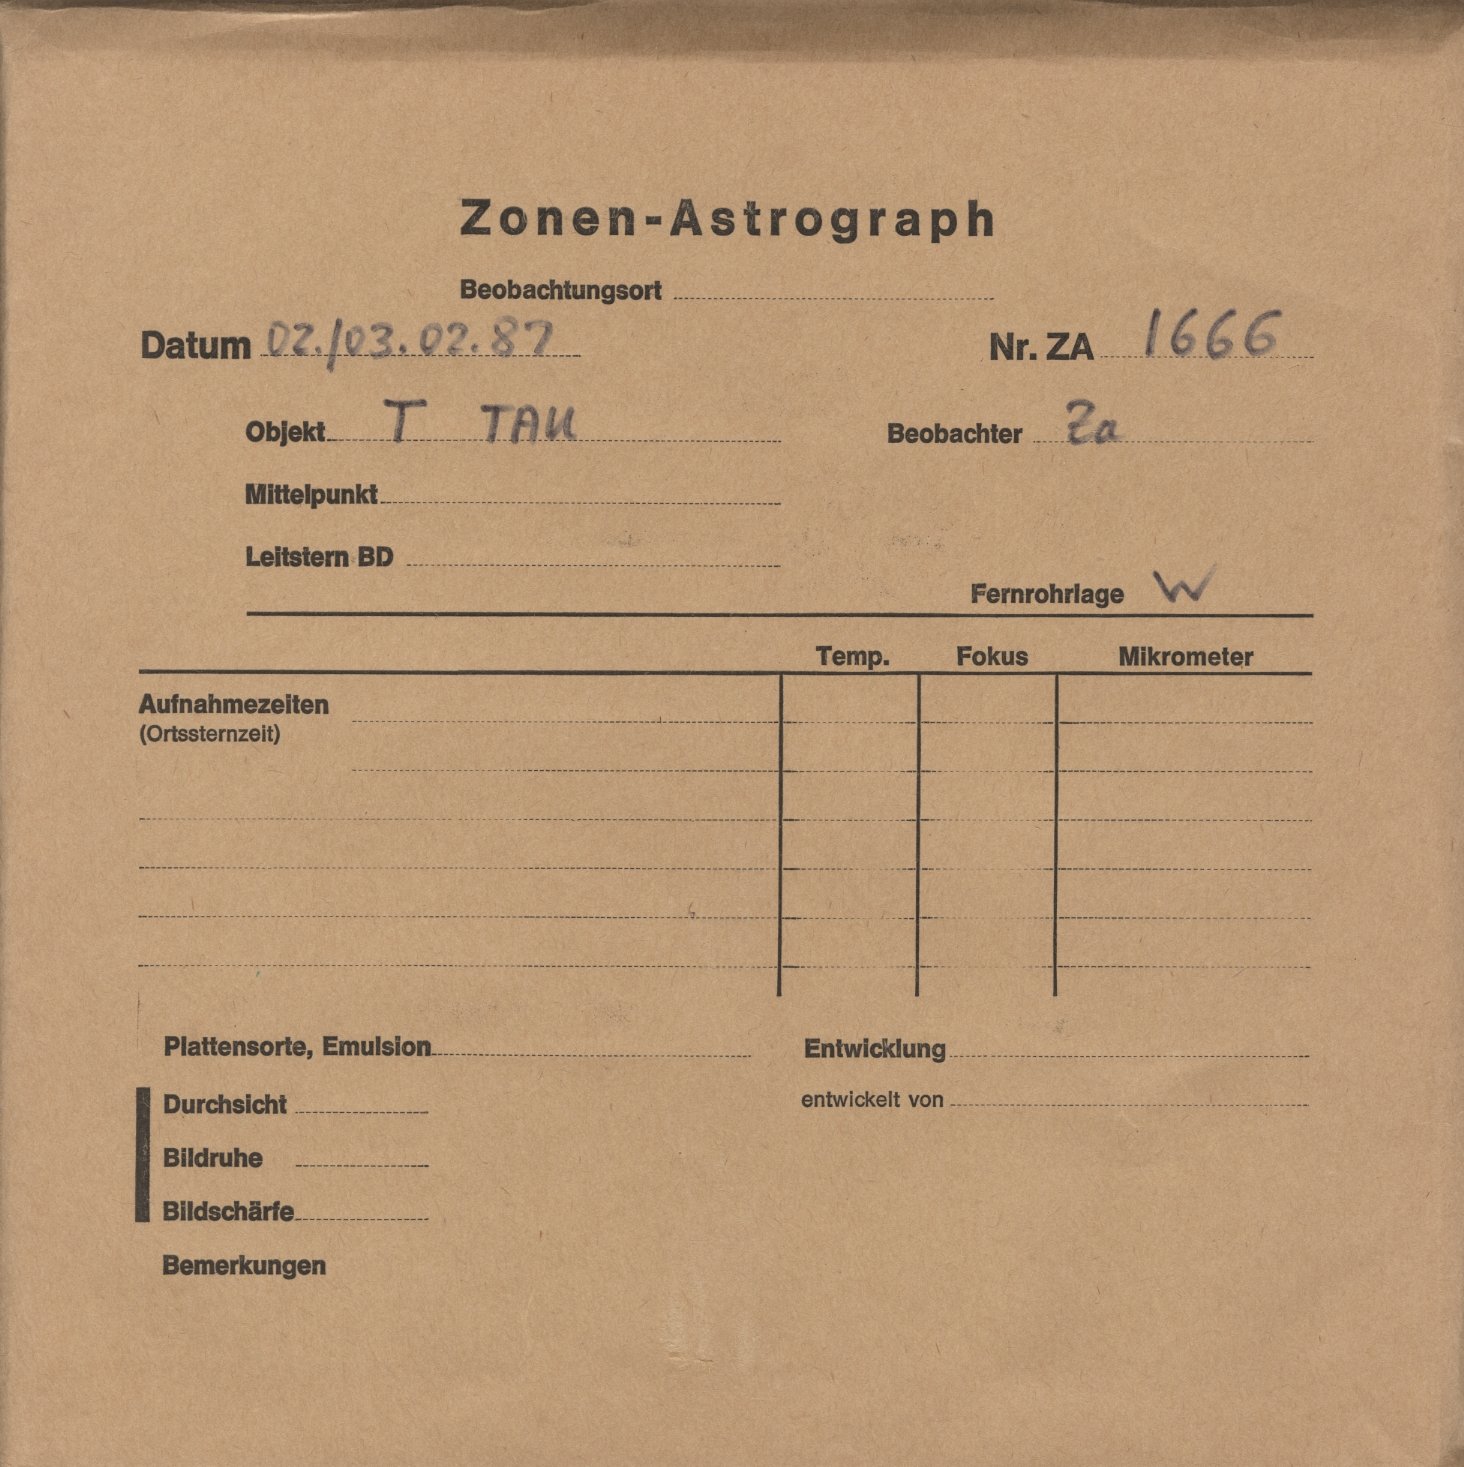 Zonen-Astrograph
Beobachtungsort
Datum 02./03.02.87 Nr. ZA 1666
Objekt T TAU Beobachter Za
Mittelpunkt
Leitstern BD
Fernrohrlage W
Temp. Fokus Mikrometer
Aufnahmezeiten
(Ortssternzeit)
Plattensorte, Emulsion Entwicklung
Durchsicht entwickelt von
Bildruhe
Bildschärfe
Bemerkungen